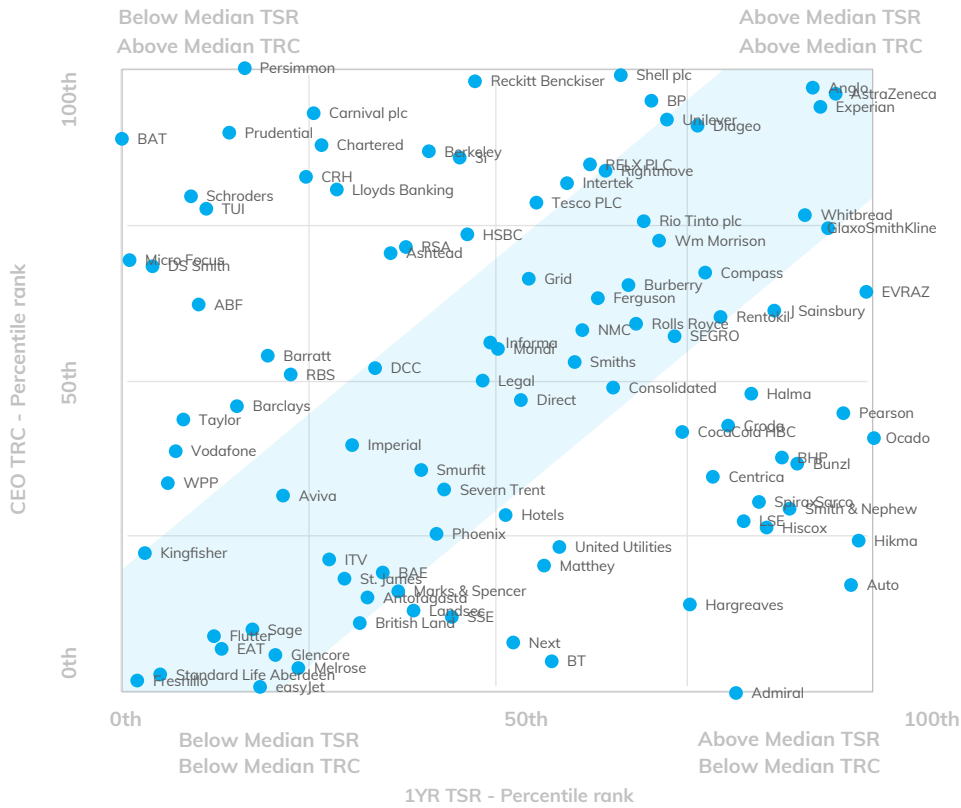 Below Median TSR
Above Median TRC
Above Median TSR
Above Median TRC
CEO TRC - Percentile rank
100th
50th
0th
Persimmon
Shell plc
Reckitt Benckiser
Anglo
AstraZeneca
BP
Experian
Carnival plc
Unilever
Diageo
Prudential
BAT
Chartered
Berkeley
SI
RELX PLC
Rightmove
CRH
Intertek
Lloyds Banking
Schroders
Tesco PLC
TUI
Whitbread
Rio Tinto plc
GlaxoSmithKline
HSBC
Wm Morrison
RSA
Ashtead
Micro Focus
DS Smith
Compass
Grid
Burberry
EVRAZ
Ferguson
ABF
J Sainsbury
Rentokil
Rolls Royce
NMC
SEGRO
Informa
Mondi
Barratt
Smiths
DCC
RBS
Legal
Consolidated
Halma
Direct
Barclays
Pearson
Taylor
Croda
CocaCola HBC
Ocado
Imperial
Vodafone
BHP
Bunzl
Smurfit
Centrica
WPP
Severn Trent
Aviva
SpiraxSarco
Smith & Nephew
Hotels
LSE
Hiscox
Phoenix
Hikma
United Utilities
Kingfisher
ITV
Matthey
BAE
St. James
Auto
Marks & Spencer
Antofagasta
Hargreaves
Landsec
SSE
British Land
Sage
Flutter
Next
EAT
Glencore
BT
Melrose
Standard Life Aberdeen
Fresnillo
easyJet
Admiral
0th
50th
100th
Below Median TSR
Below Median TRC
Above Median TSR
Below Median TRC
1YR TSR - Percentile rank